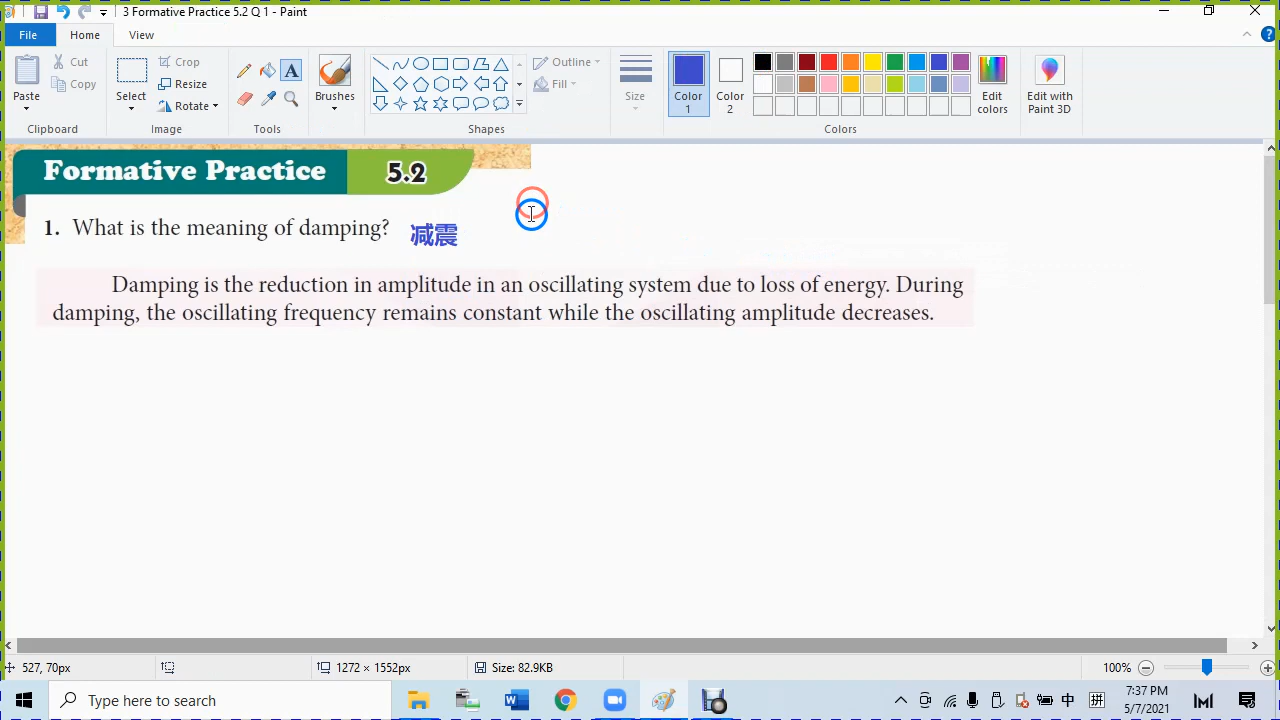 3 Formative Practice 5.2 Q 1 - Paint
File Home View
Paste Cut Copy Clipboard
Select Crop Resize Rotate Image
A Tools
Brushes
Outline Fill Shapes
Size
Color 1 Color 2 Edit colors Colors
Edit with Paint 3D
Formative Practice 5.2
1. What is the meaning of damping? 减震
Damping is the reduction in amplitude in an oscillating system due to loss of energy. During
damping, the oscillating frequency remains constant while the oscillating amplitude decreases.
527, 70px 1272 × 1552px Size: 82.9KB 100%
Type here to search 中 拼 7:37 PM
5/7/2021